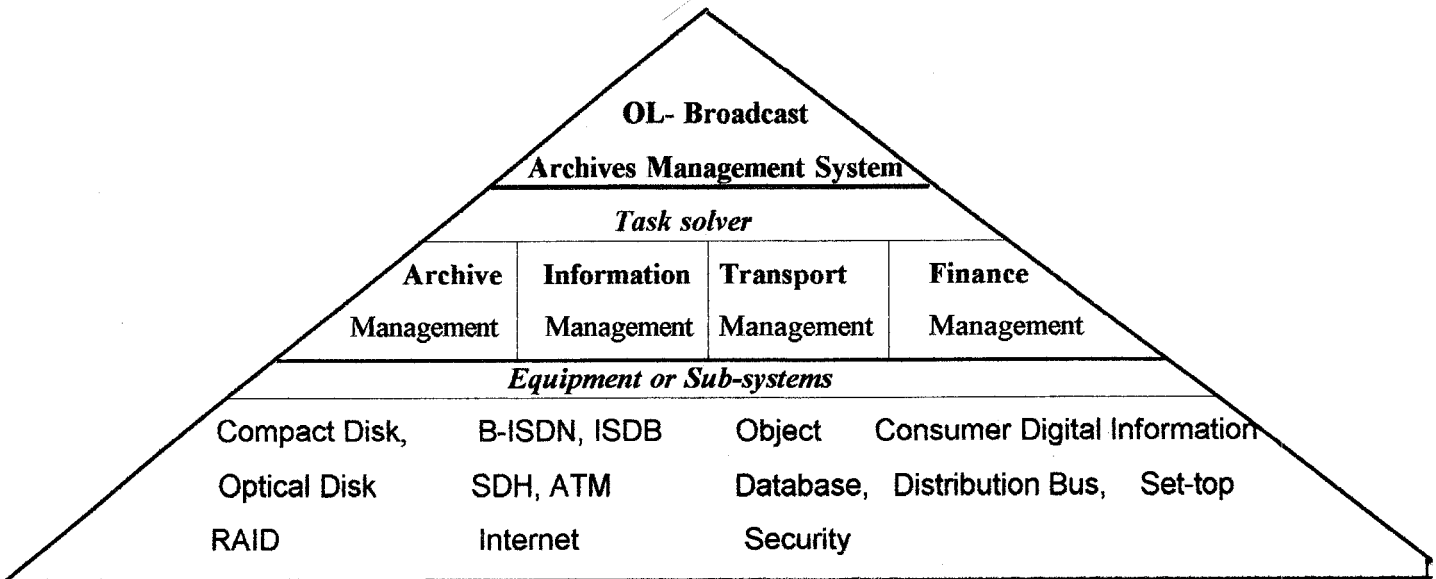 OL- Broadcast
Archives Management System
Task solver
Archive Information Transport Finance
Management Management Management Management
Equipment or Sub-systems
Compact Disk, B-ISDN, ISDB Object Consumer Digital Information
Optical Disk SDH, ATM Database, Distribution Bus, Set-top
RAID Internet Security